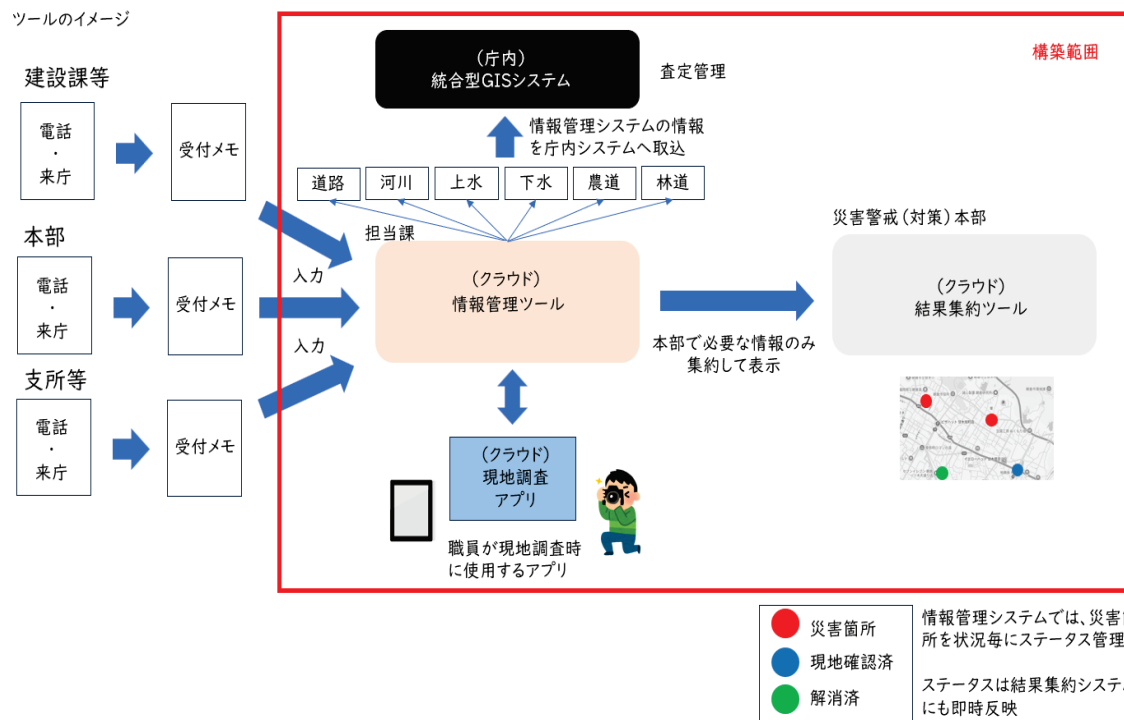 ツールのイメージ
構築範囲
建設課等
電話
・
来庁
受付メモ
本部
電話
・
来庁
受付メモ
支所等
電話
・
来庁
受付メモ
入力
入力
(庁内)
統合型GISシステム
査定管理
情報管理システムの情報
を庁内システムへ取込
道路
河川
上水
下水
農道
林道
担当課
(クラウド)
情報管理ツール
本部で必要な情報のみ
集約して表示
災害警戒(対策)本部
(クラウド)
結果集約ツール
(クラウド)
現地調査
アプリ
職員が現地調査時
に使用するアプリ
災害箇所
現地確認済
解消済
情報管理システムでは、災害
所を状況毎にステータス管理
ステータスは結果集約システ
にも即時反映